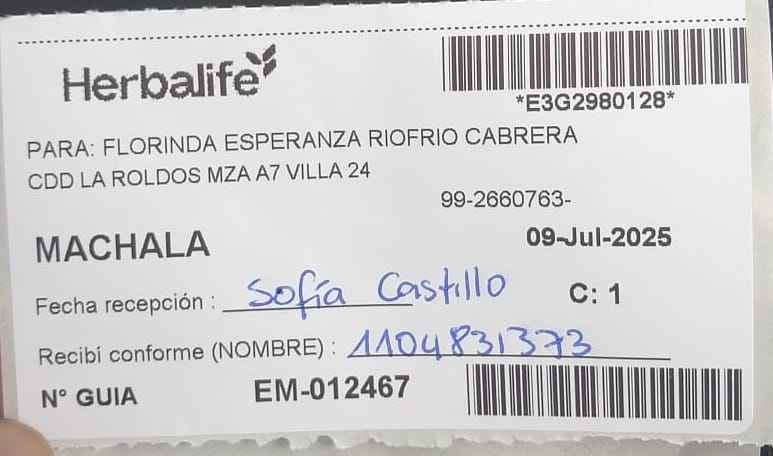 Herbalife
*E3G2980128*
PARA: FLORINDA ESPERANZA RIOFRIO CABRERA
CDD LA ROLDOS MZA A7 VILLA 24
99-2660763-
MACHALA
09-Jul-2025
Fecha recepción : Sofía Castillo
C: 1
Recibí conforme (NOMBRE) : 1104831373
N° GUIA EM-012467